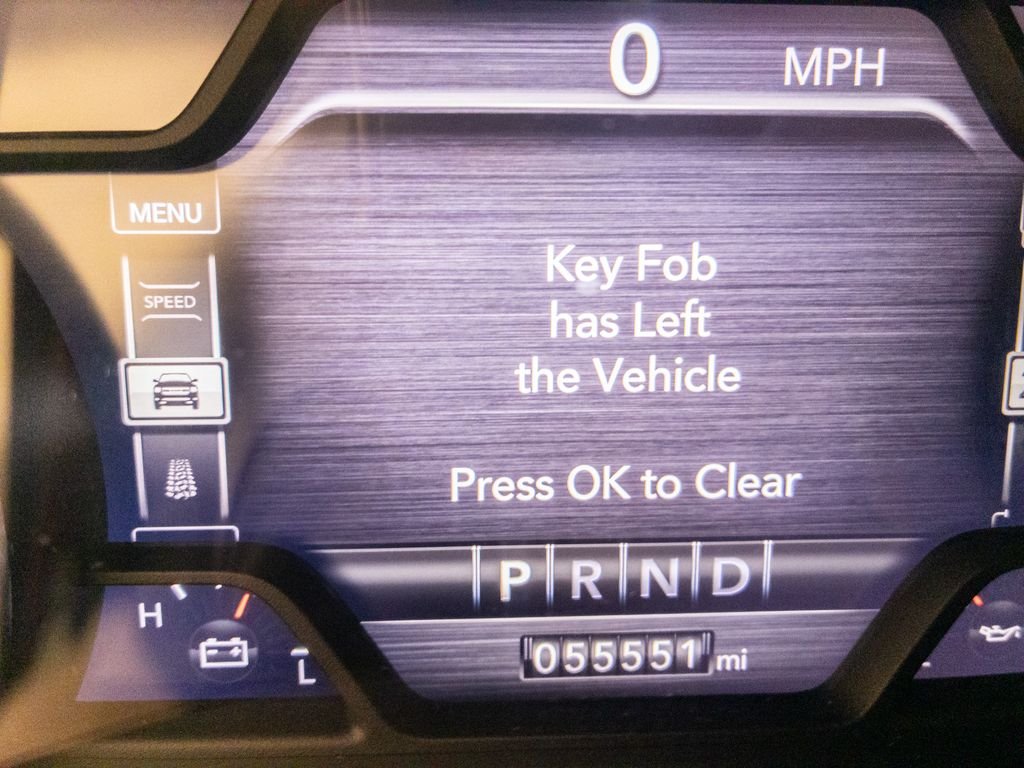 0 MPH
MENU
SPEED
Key Fob
has Left
the Vehicle
Press OK to Clear
P R N D
H
L
055551 mi